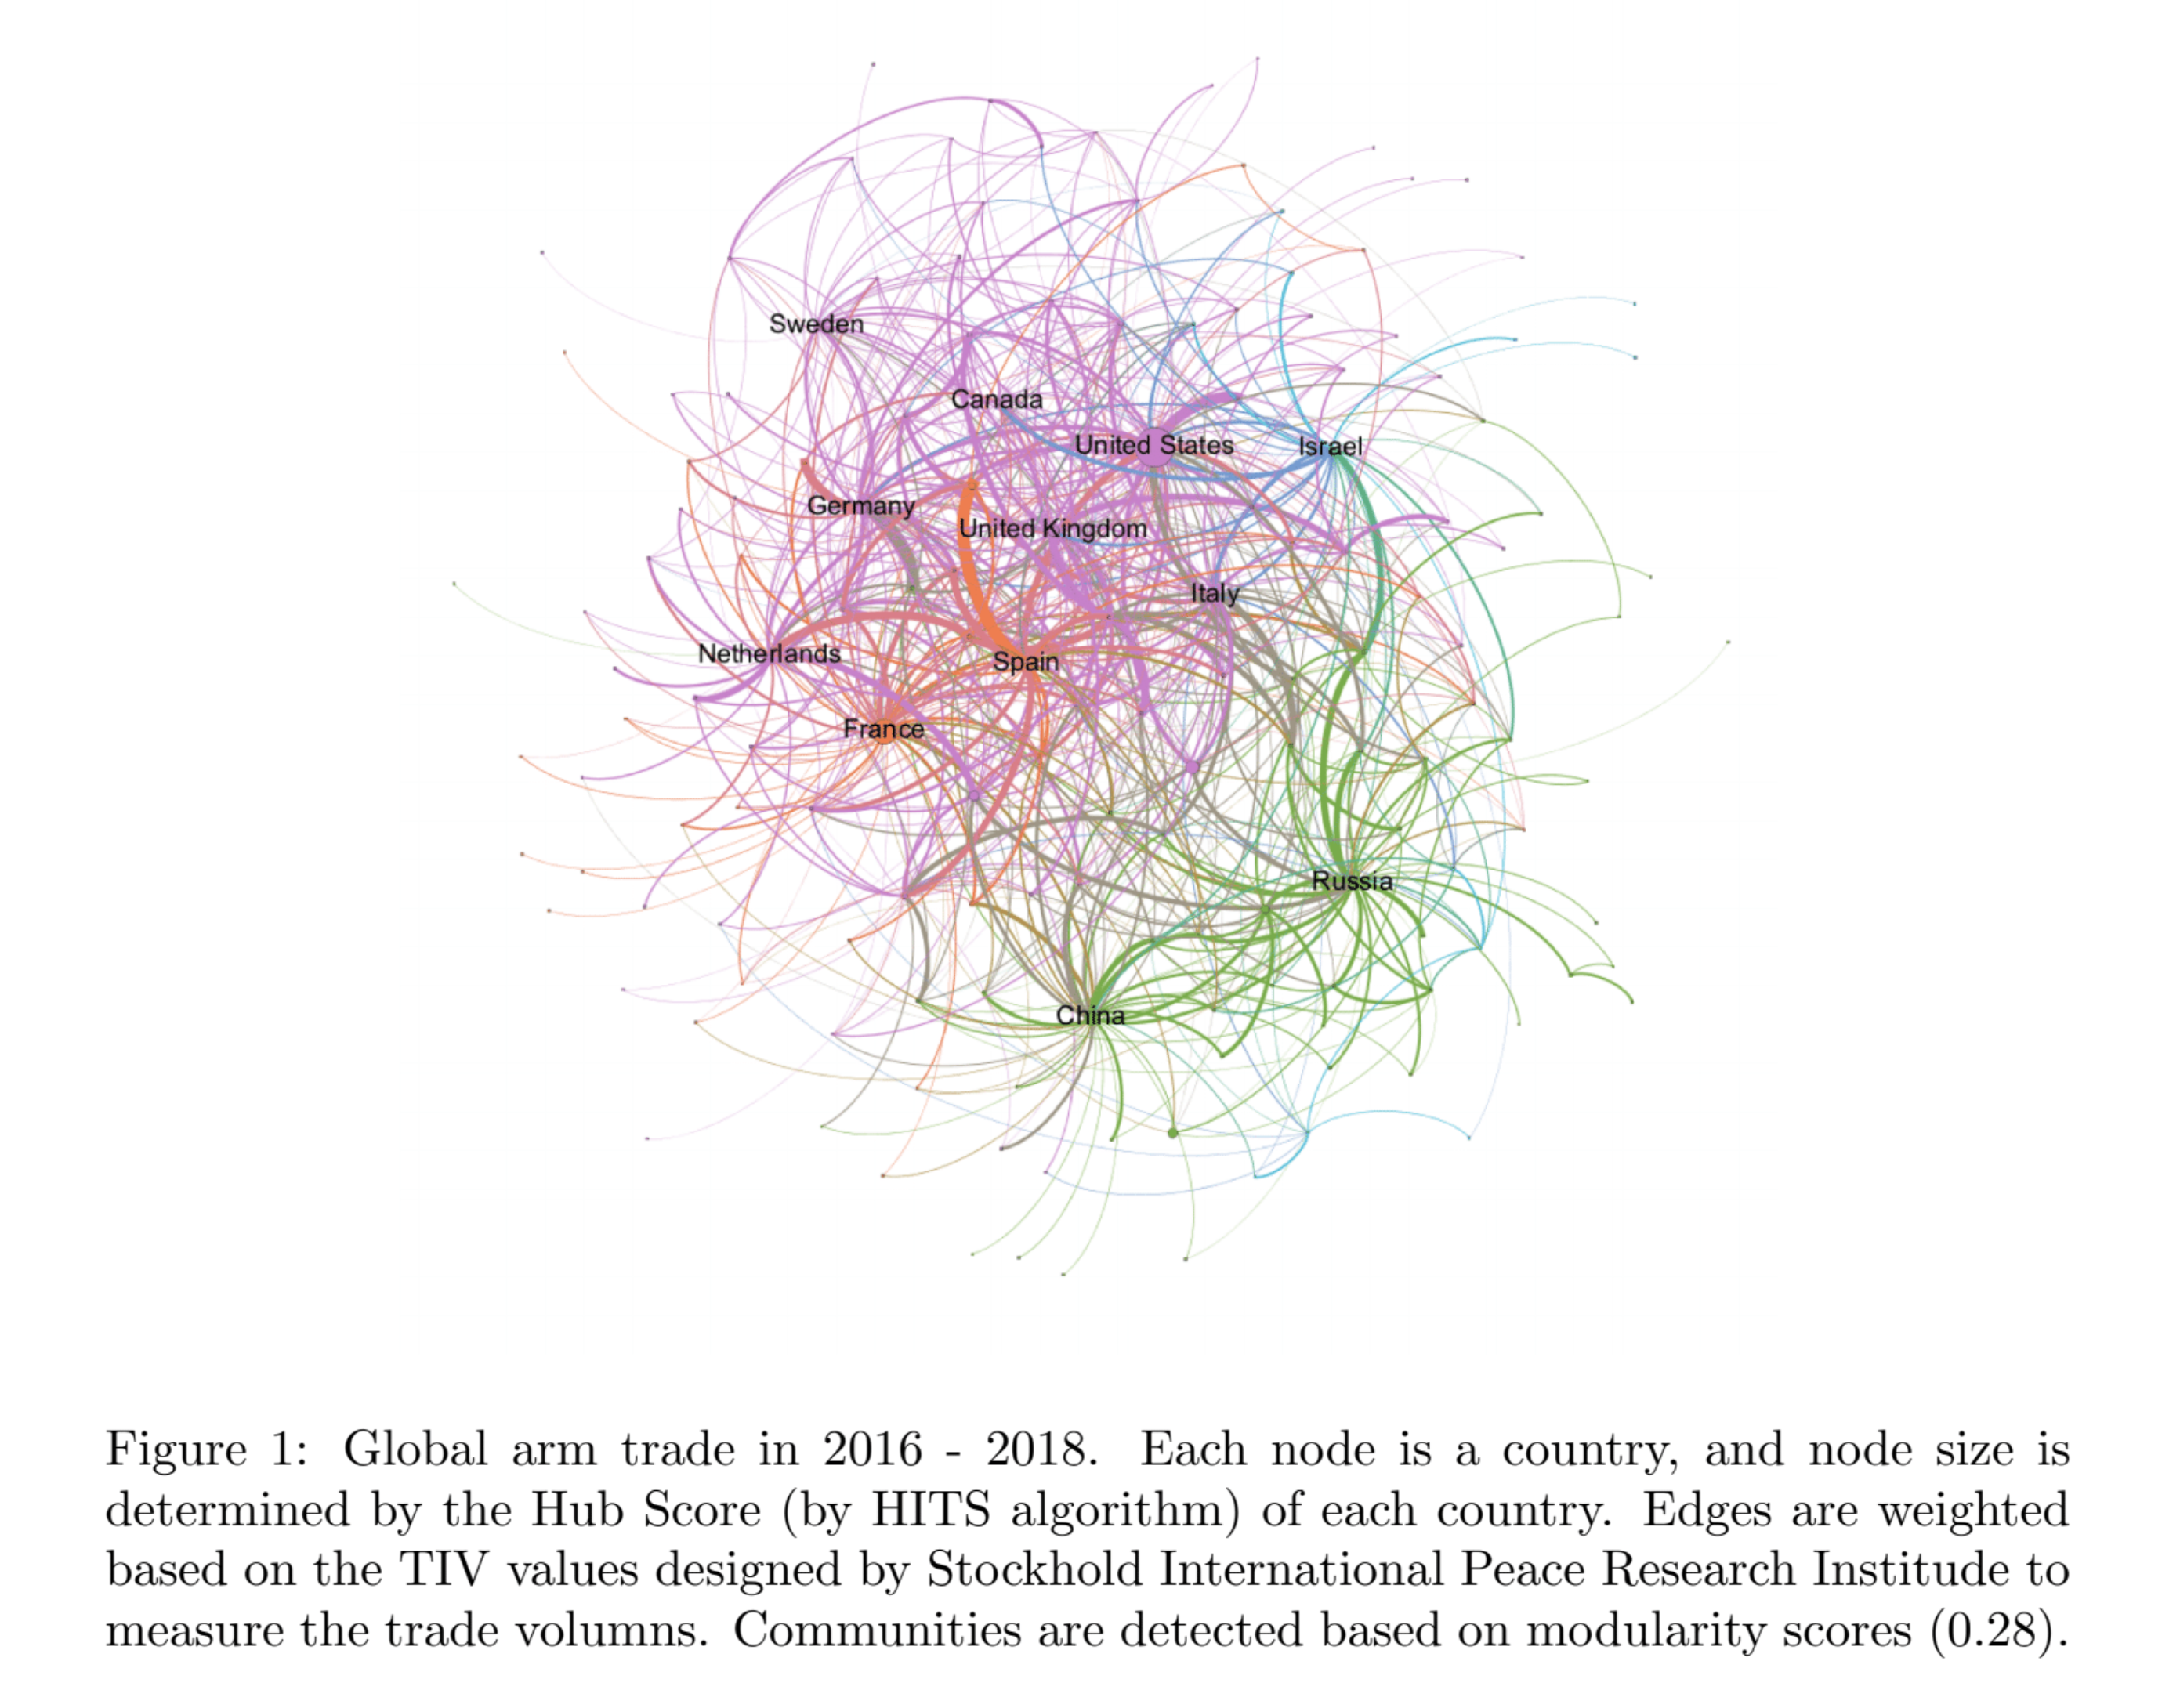 Sweden
Canada
United States
Israel
Germany
United Kingdom
Italy
Netherlands
Spain
France
Russia
China
Figure 1: Global arm trade in 2016 - 2018. Each node is a country, and node size is
determined by the Hub Score (by HITS algorithm) of each country. Edges are weighted
based on the TIV values designed by Stockhold International Peace Research Institude to
measure the trade volumns. Communities are detected based on modularity scores (0.28).